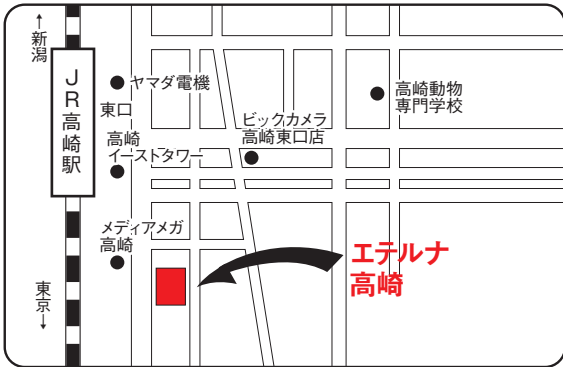 ←新潟
JR高崎駅
東口
ヤマダ電機
高崎
イーストタワー
ビックカメラ
高崎東口店
高崎動物
専門学校
メディアメガ
高崎
エテルナ
高崎
東京→